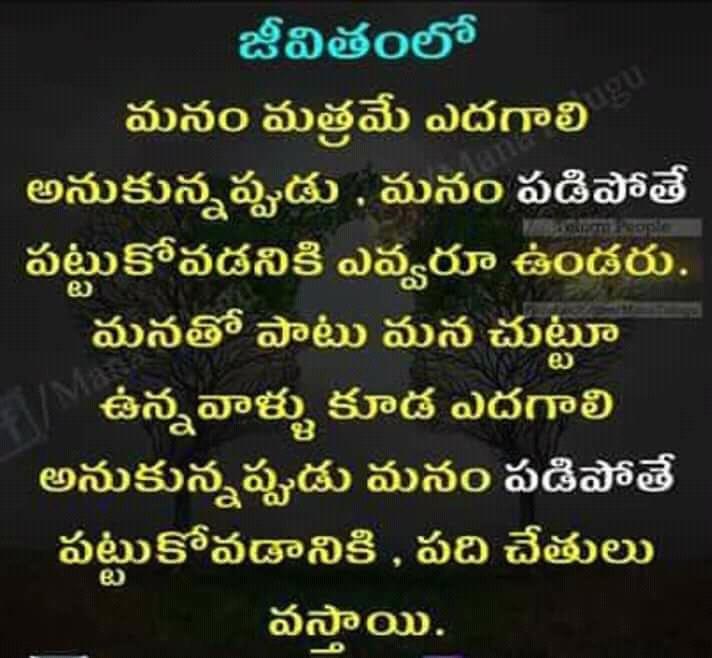 జీవితంలో
మనం మత్రమే ఎదగాలి
అనుకున్నప్పుడు . మనం పడిపోతే
పట్టుకోవడనికి ఎవ్వరూ ఉండరు.
మనతో పాటు మన చుట్టూ
ఉన్నవాళ్ళు కూడ ఎదగాలి
అనుకున్నప్పుడు మనం పడిపోతే
పట్టుకోవడానికి , పది చేతులు
వస్తాయి.